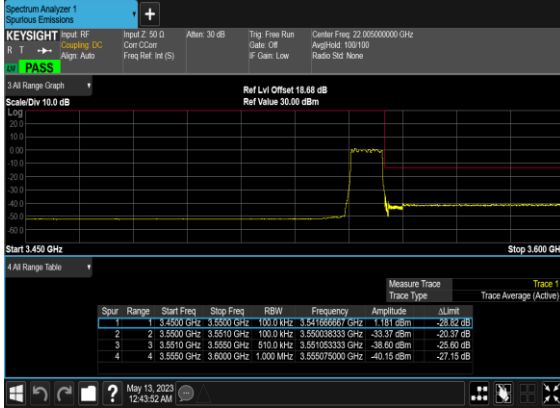 Spectrum Analyzer 1
Spurious Emissions
+
KEYSIGHT Input: RF
R T Coupling: DC
Align: Auto
Input Z: 50 Ω
Corr CCorr
Freq Ref: Int (S)
Atten: 30 dB
Trig: Free Run
Gate: Off
IF Gain: Low
Center Freq: 22.005000000 GHz
Avg|Hold: 100/100
Radio Std: None
PASS
3 All Range Graph
Scale/Div 10.0 dB
Ref Lvl Offset 18.68 dB
Ref Value 30.00 dBm
Log
20.0
10.0
0.00
-10.0
-20.0
-30.0
-40.0
-50.0
-60.0
Start 3.450 GHz
Stop 3.600 GH
4 All Range Table
Measure Trace Trace 1
Trace Type Trace Average (Active)
Spur Range Start Freq Stop Freq RBW Frequency Amplitude ΔLimit
1 1 3.4500 GHz 3.5500 GHz 100.0 kHz 3.541666667 GHz 1.181 dBm -28.82 dB
2 2 3.5500 GHz 3.5510 GHz 100.0 kHz 3.550038333 GHz -33.37 dBm -20.37 dB
3 3 3.5510 GHz 3.5550 GHz 510.0 kHz 3.551053333 GHz -38.60 dBm -25.60 dB
4 4 3.5550 GHz 3.6000 GHz 1.000 MHz 3.555075000 GHz -40.15 dBm -27.15 dB
?
May 13, 2023
12:43:52 AM